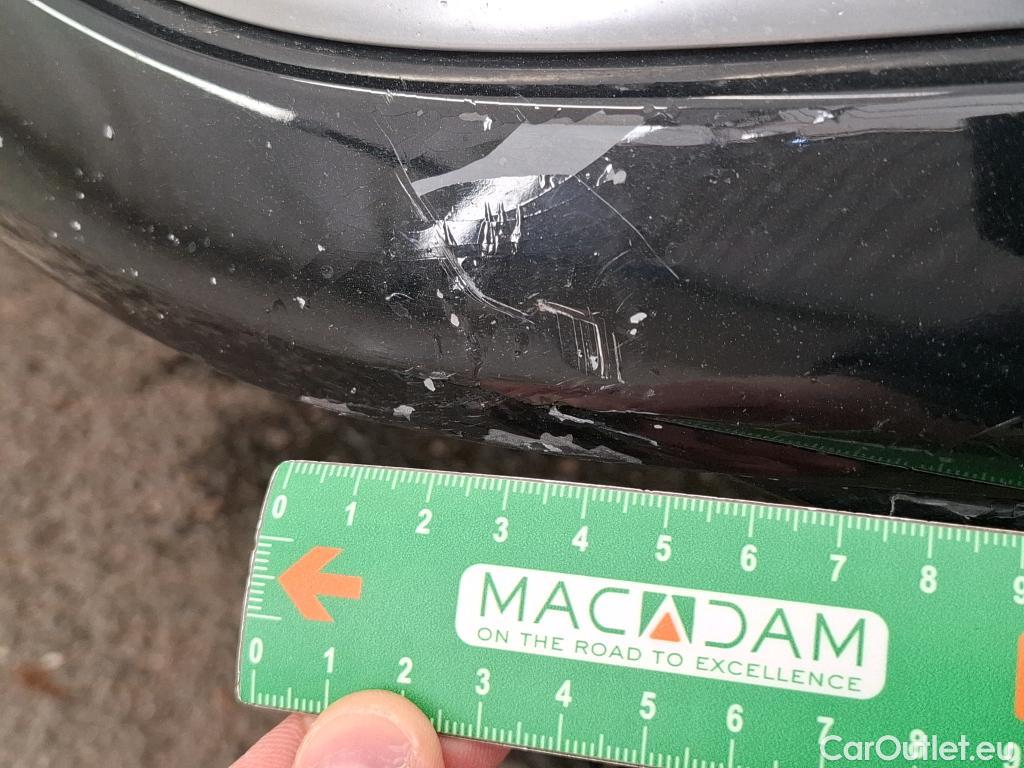 0 1 2 3 4 5 6 7 8 9
MACADAM
ON THE ROAD TO EXCELLENCE
0 1 2 3 4 5 6 7 8 9
CarOutlet.eu